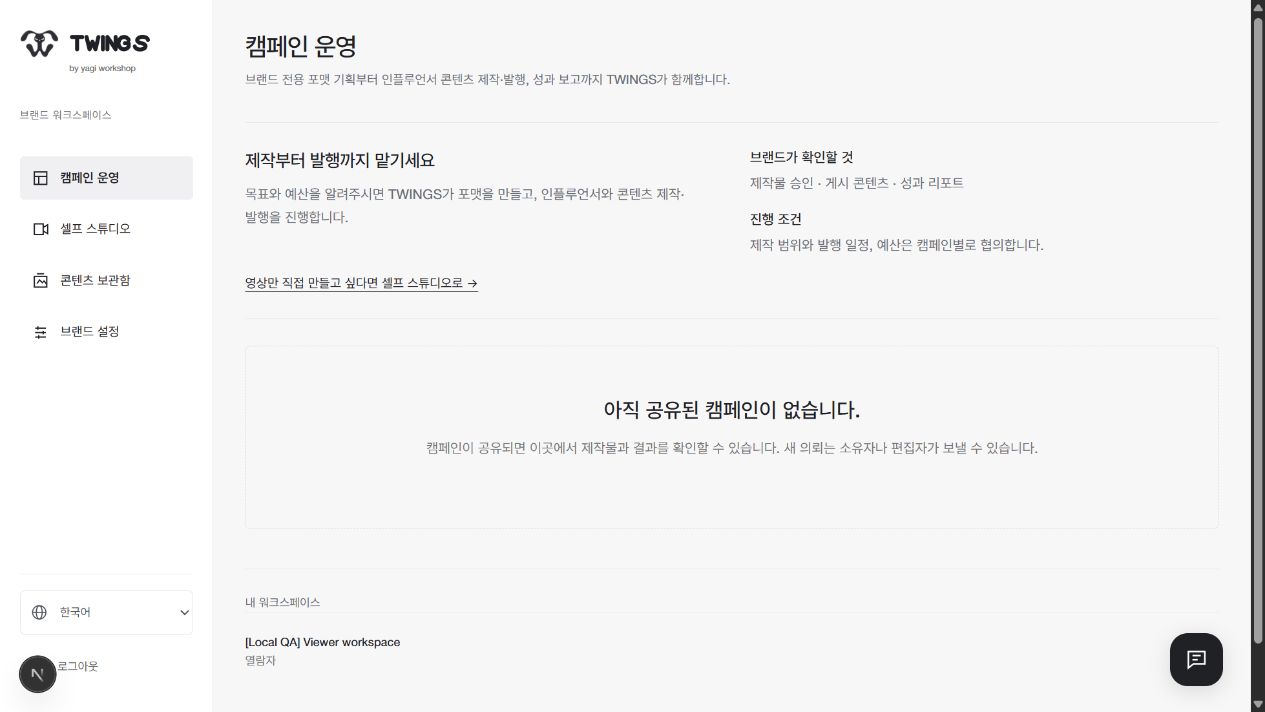 TWINGS
by yagi workshop
브랜드 워크스페이스
캠페인 운영
셀프 스튜디오
콘텐츠 보관함
브랜드 설정
한국어
로그아웃
캠페인 운영
브랜드 전용 포맷 기획부터 인플루언서 콘텐츠 제작·발행, 성과 보고까지 TWINGS가 함께합니다.
제작부터 발행까지 맡기세요
목표와 예산을 알려주시면 TWINGS가 포맷을 만들고, 인플루언서와 콘텐츠 제작·
발행을 진행합니다.
영상만 직접 만들고 싶다면 셀프 스튜디오로 →
브랜드가 확인할 것
제작물 승인 · 게시 콘텐츠 · 성과 리포트
진행 조건
제작 범위와 발행 일정, 예산은 캠페인별로 협의합니다.
아직 공유된 캠페인이 없습니다.
캠페인이 공유되면 이곳에서 제작물과 결과를 확인할 수 있습니다. 새 의뢰는 소유자나 편집자가 보낼 수 있습니다.
내 워크스페이스
[Local QA] Viewer workspace
열람자